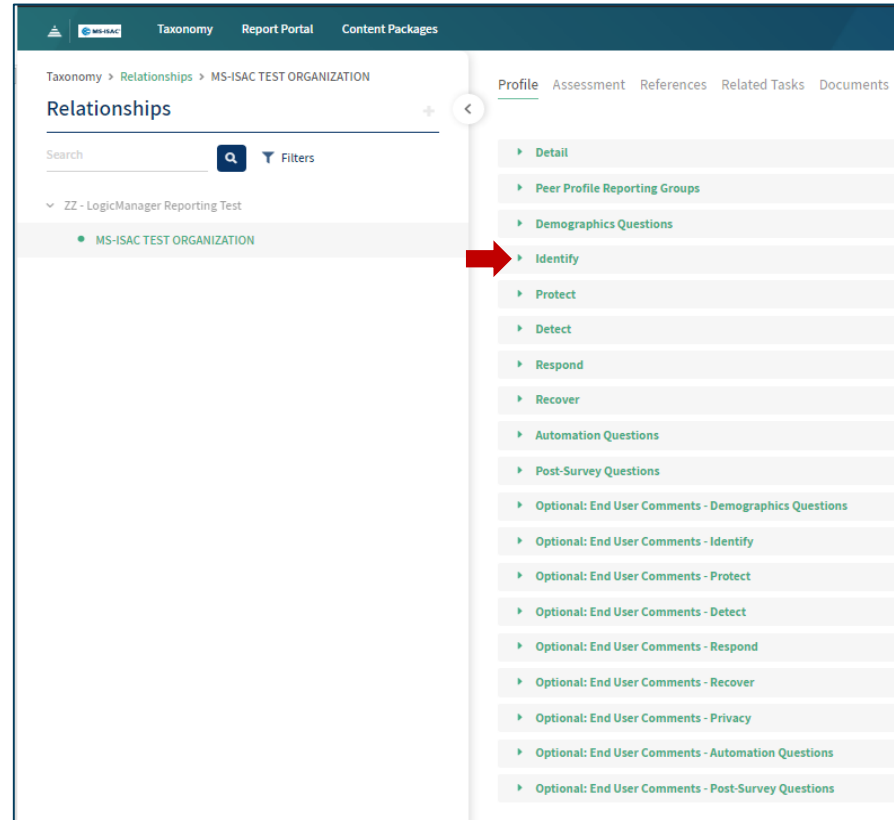 MS-ISAC
Taxonomy Report Portal Content Packages
Taxonomy > Relationships > MS-ISAC TEST ORGANIZATION
Relationships
Search
Filters
ZZ - LogicManager Reporting Test
MS-ISAC TEST ORGANIZATION
Profile Assessment References Related Tasks Documents
Detail
Peer Profile Reporting Groups
Demographics Questions
Identify
Protect
Detect
Respond
Recover
Automation Questions
Post-Survey Questions
Optional: End User Comments - Demographics Questions
Optional: End User Comments - Identify
Optional: End User Comments - Protect
Optional: End User Comments - Detect
Optional: End User Comments - Respond
Optional: End User Comments - Recover
Optional: End User Comments - Privacy
Optional: End User Comments - Automation Questions
Optional: End User Comments - Post-Survey Questions